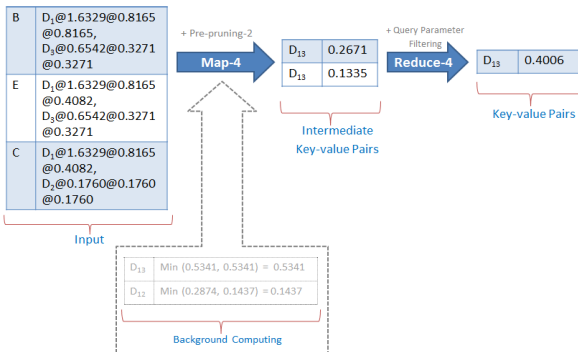 B D₁@1.6329@0.8165
@0.8165,
D₃@0.6542@0.3271
@0.3271
E D₁@1.6329@0.8165
@0.4082,
D₃@0.6542@0.3271
@0.3271
C D₁@1.6329@0.8165
@0.4082,
D₂@0.1760@0.1760
@0.1760
Input
+ Pre-pruning-2
Map-4
D₁₃ 0.2671
D₁₃ 0.1335
Intermediate
Key-value Pairs
+ Query Parameter
Filtering
Reduce-4
D₁₃ 0.4006
Key-value Pairs
D₁₃ Min (0.5341, 0.5341) = 0.5341
D₁₂ Min (0.2874, 0.1437) = 0.1437
Background Computing